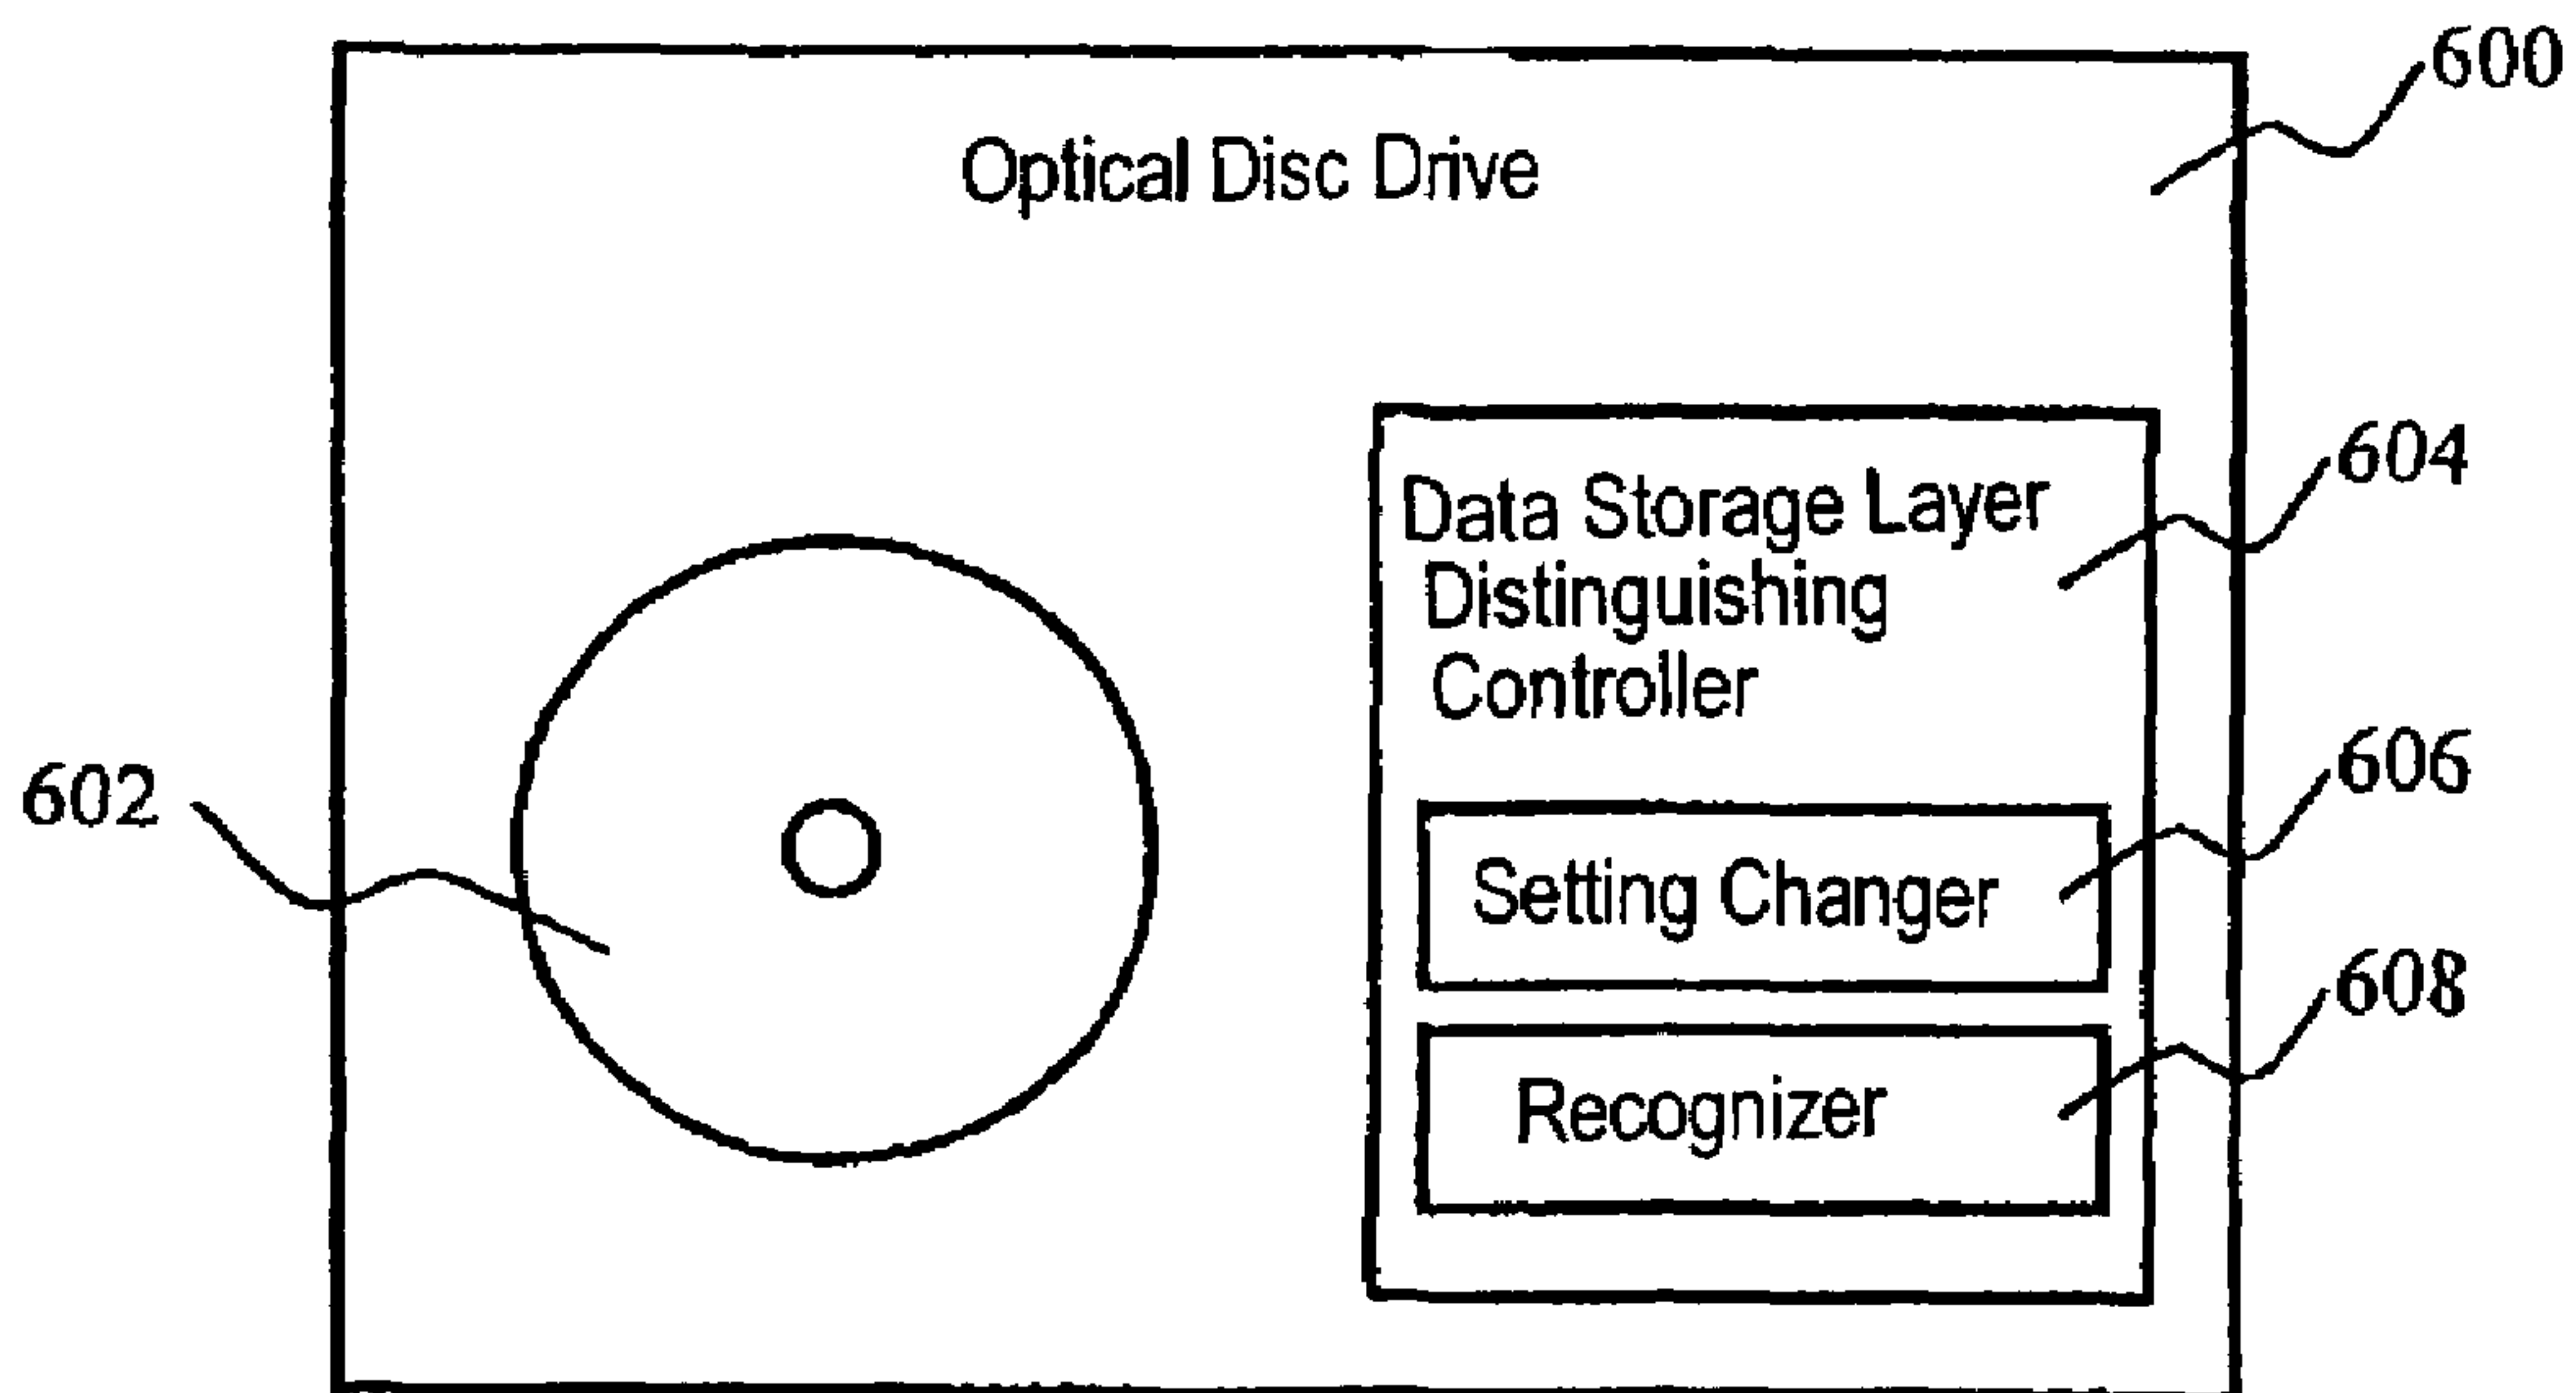 600
Optical Disc Drive
604
Data Storage Layer
Distinguishing
Controller
602
606
Setting Changer
608
Recognizer